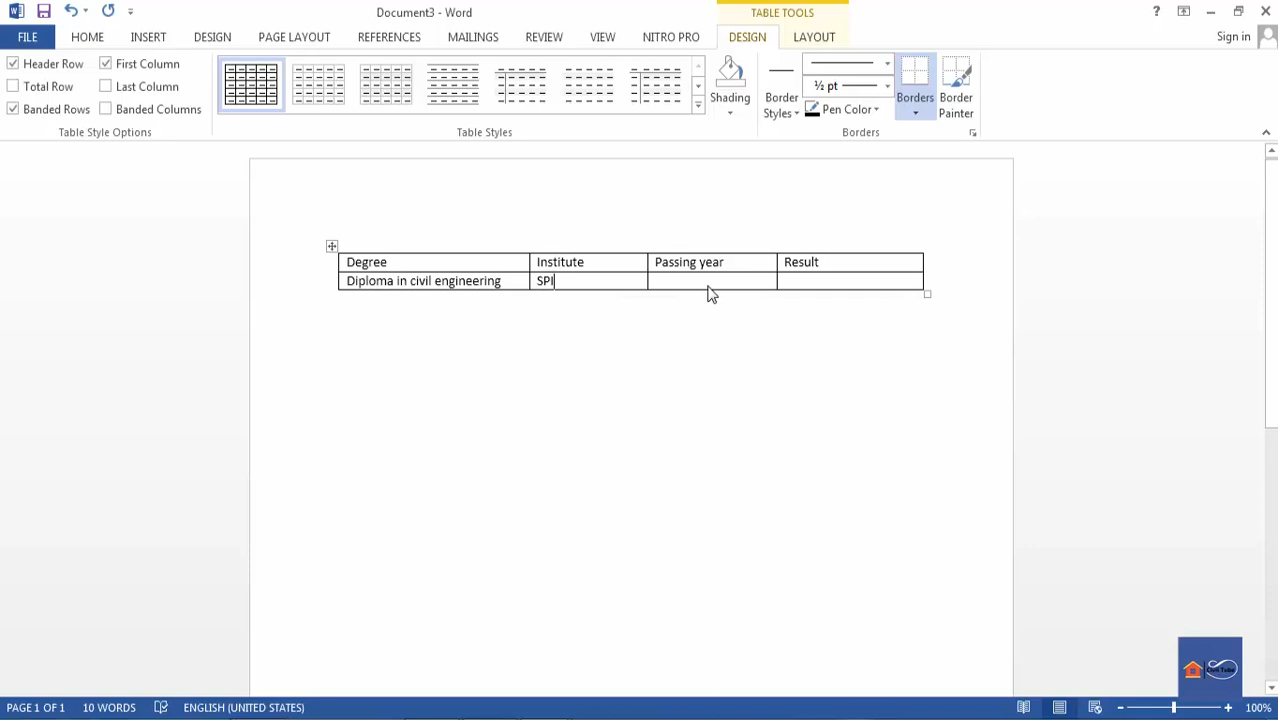 Document3 - Word
TABLE TOOLS
?
FILE
HOME
INSERT
DESIGN
PAGE LAYOUT
REFERENCES
MAILINGS
REVIEW
VIEW
NITRO PRO
DESIGN
LAYOUT
Sign in
Header Row
First Column
Total Row
Last Column
Banded Rows
Banded Columns
Table Style Options
Table Styles
Shading
Border Styles
½ pt
Pen Color
Borders
Border Painter
Borders
Degree Institute Passing year Result
Diploma in civil engineering SPI
Civil Tube
PAGE 1 OF 1
10 WORDS
ENGLISH (UNITED STATES)
100%